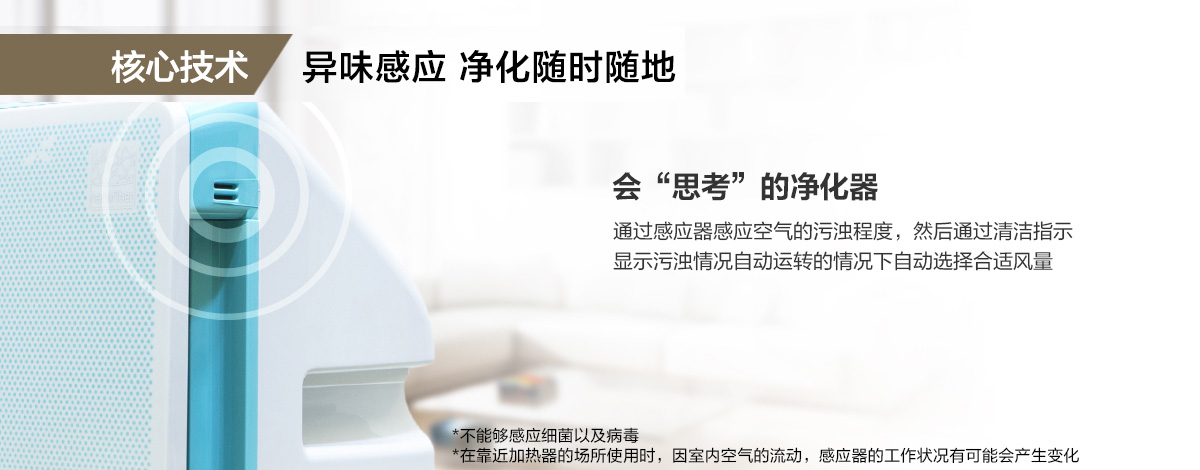 核心技术
异味感应 净化随时随地
会“思考”的净化器
通过感应器感应空气的污浊程度，然后通过清洁指示
显示污浊情况自动运转的情况下自动选择合适风量
*不能够感应细菌以及病毒
*在靠近加热器的场所使用时，因室内空气的流动，感应器的工作状况有可能会产生变化